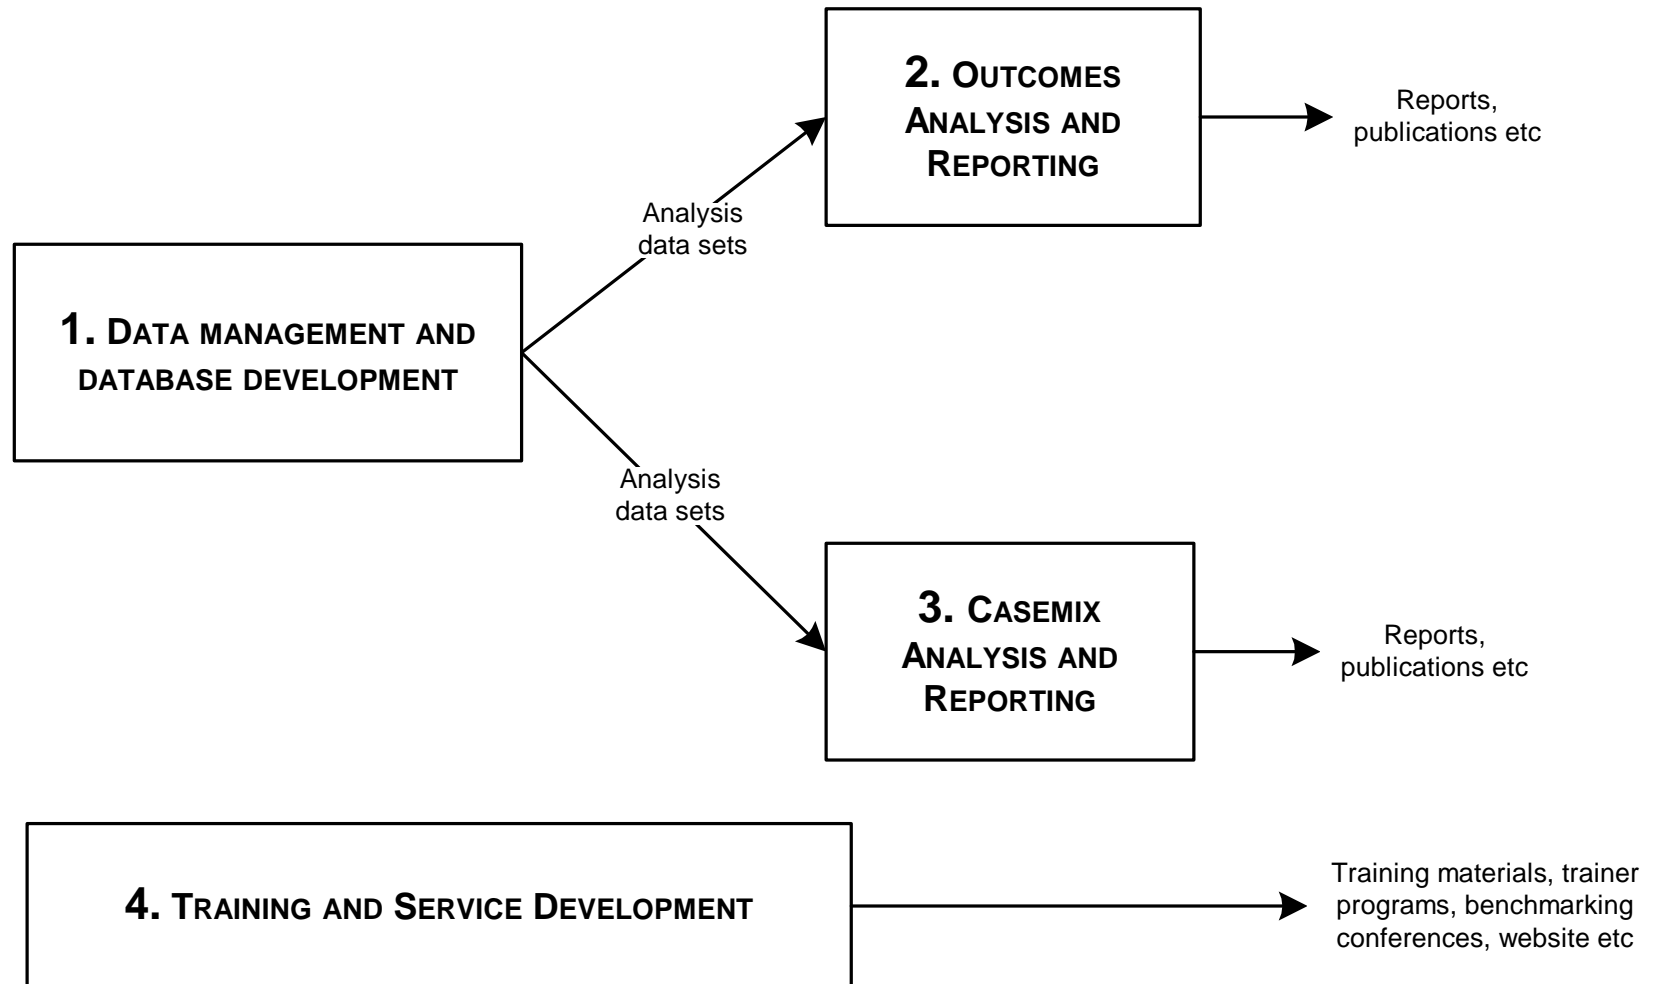 2. OUTCOMES
ANALYSIS AND
REPORTING
Reports,
publications etc
Analysis
data sets
1. DATA MANAGEMENT AND
DATABASE DEVELOPMENT
Analysis
data sets
3. CASEMIX
ANALYSIS AND
REPORTING
Reports,
publications etc
4. TRAINING AND SERVICE DEVELOPMENT
Training materials, trainer
programs, benchmarking
conferences, website etc